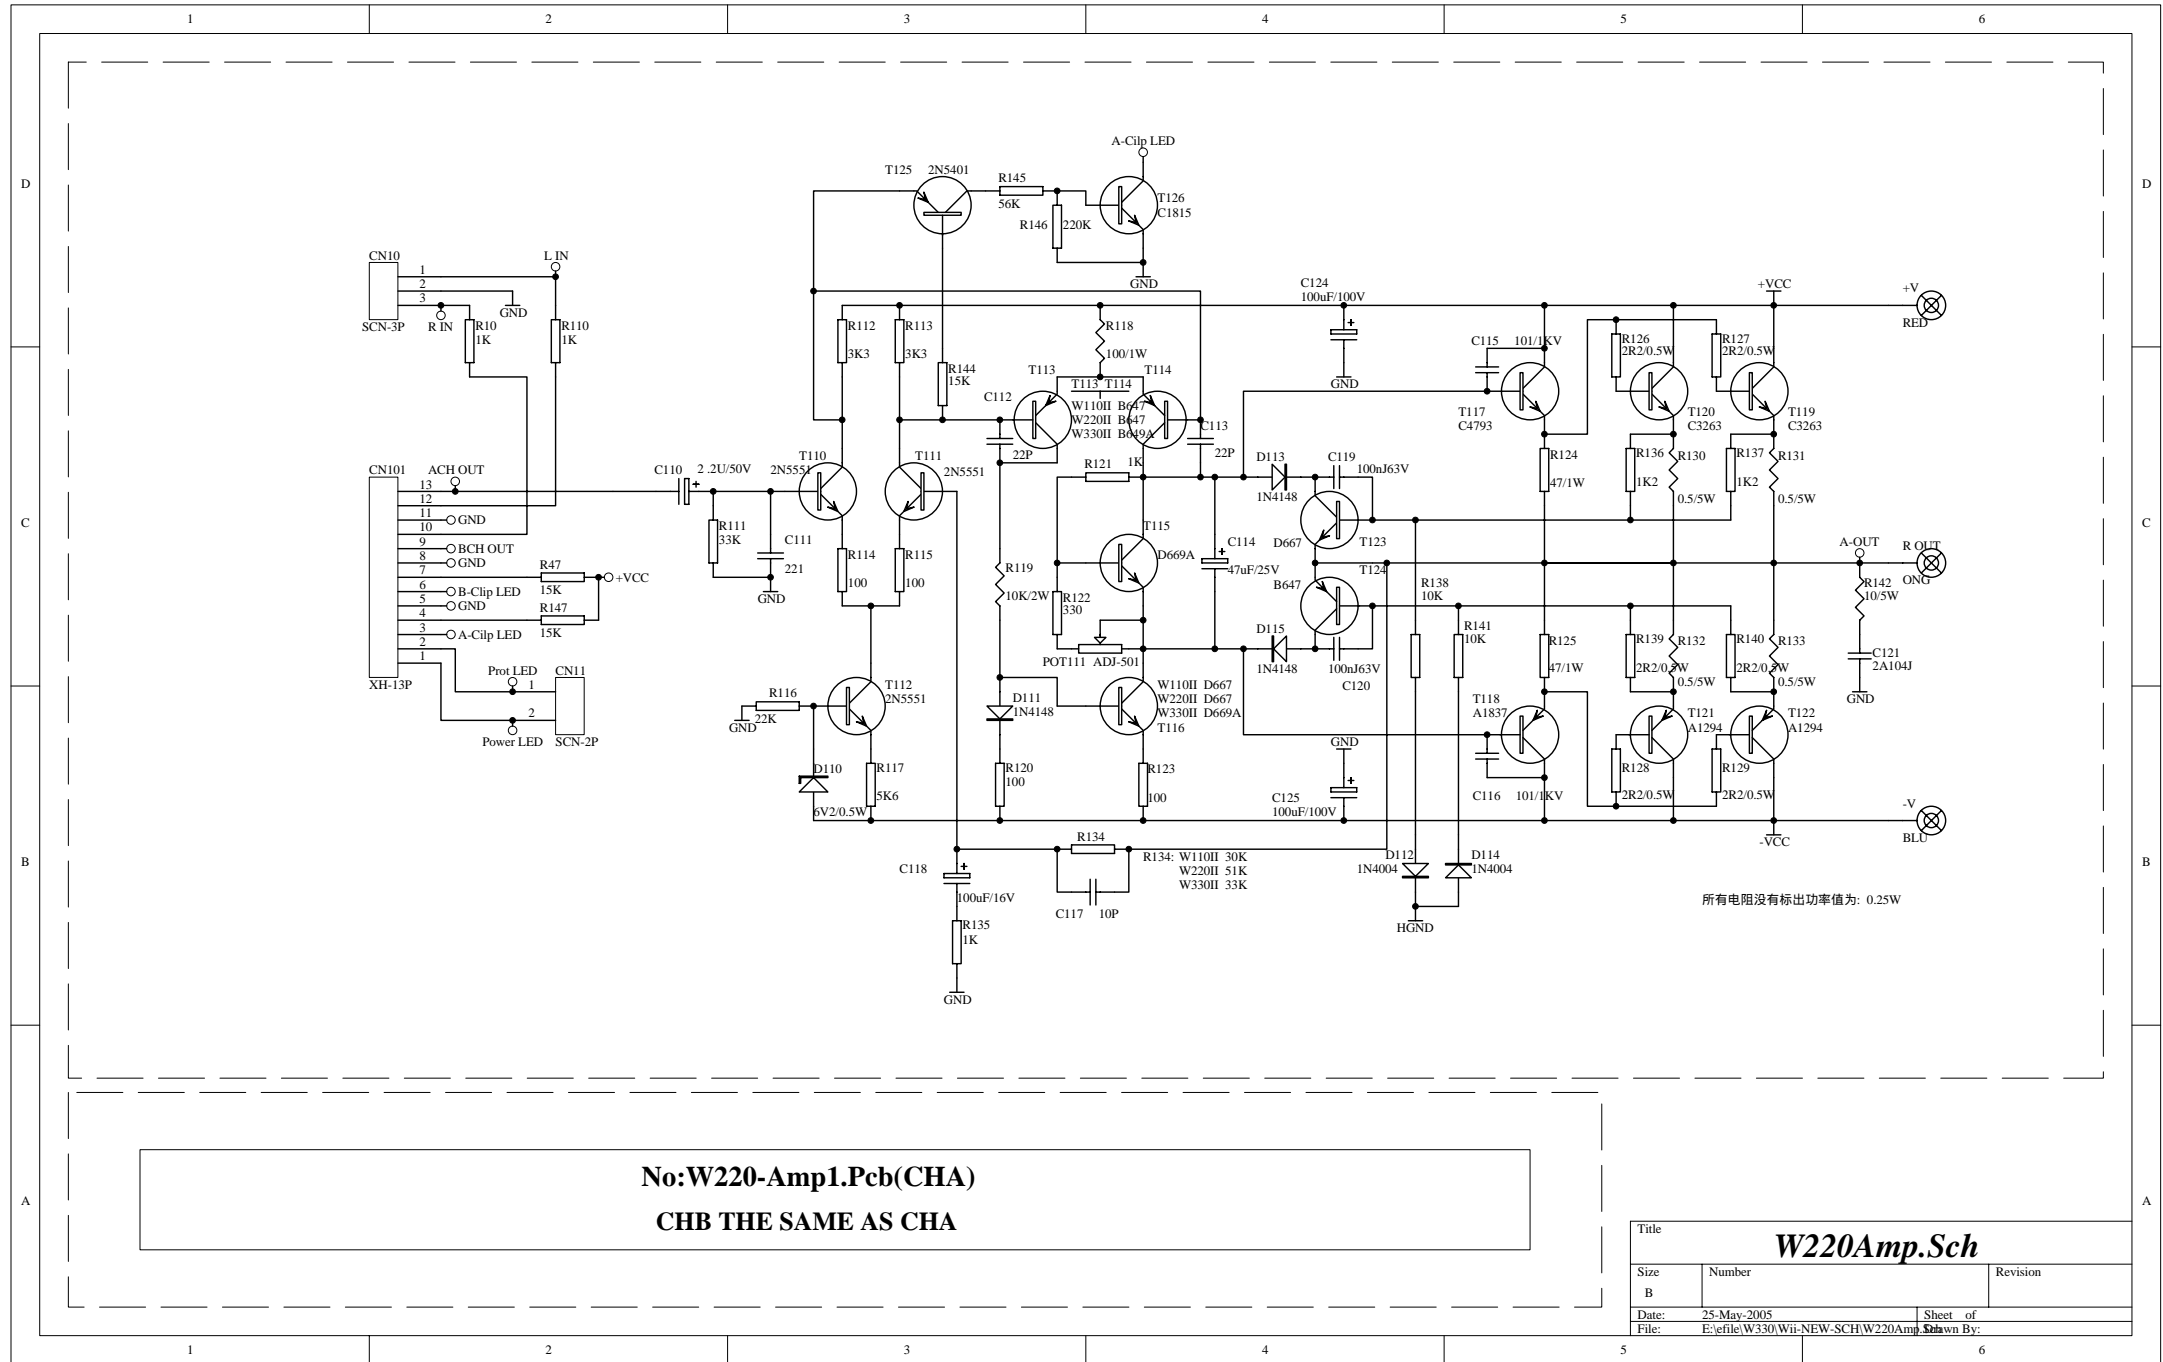 1 2 3 4 5 6
D
D
C
C
B
B
A
A
A-Cilp LED
T125 2N5401
R145
56K
R146
220K
T126
C1815
GND
CN10
1
2
3
SCN-3P
L IN
R IN
GND
R10
1K
R110
1K
R112
3K3
R113
3K3
R144
15K
R118
100/1W
C124
100uF/100V
GND
+VCC
+V
RED
C115 101/1KV
R126
2R2/0.5W
R127
2R2/0.5W
C112
22P
T113
T114
T113 T114
W110II B647
W220II B647
W330II B649A
C113
22P
T117
C4793
T120
C3263
T119
C3263
CN101
13
12
11
10
9
8
7
6
5
4
3
2
1
XH-13P
ACH OUT
GND
BCH OUT
GND
B-Clip LED
GND
A-Cilp LED
R47
15K
R147
15K
+VCC
Prot LED
Power LED
CN11
1
2
SCN-2P
C110
2 .2U/50V
R111
33K
C111
221
GND
T110
2N5551
T111
2N5551
R114
100
R115
100
R121 1K
D113
1N4148
C119
100nJ63V
D667
T123
R124
47/1W
R136
1K2
R130
0.5/5W
R137
1K2
R131
0.5/5W
T115
D669A
C114
47uF/25V
R119
10K/2W
R122
330
POT111 ADJ-501
T124
B647
D115
1N4148
100nJ63V
C120
R138
10K
R141
10K
R125
47/1W
R139
2R2/0.5W
R132
0.5/5W
R140
2R2/0.5W
R133
0.5/5W
A-OUT
R OUT
ONG
R142
10/5W
C121
2A104J
GND
R116
22K
GND
T112
2N5551
D110
6V2/0.5W
R117
5K6
D111
1N4148
R120
100
W110II D667
W220II D667
W330II D669A
T116
R123
100
GND
C125
100uF/100V
T118
A1837
C116 101/1KV
T121
A1294
T122
A1294
R128
2R2/0.5W
R129
2R2/0.5W
-VCC
-V
BLU
C118
100uF/16V
R135
1K
GND
R134
C117 10P
R134: W110II 30K
W220II 51K
W330II 33K
D112
1N4004
D114
1N4004
HGND
所有电阻没有标出功率值为: 0.25W
No:W220-Amp1.Pcb(CHA)
CHB THE SAME AS CHA
Title
W220Amp.Sch
Size
B
Number
Revision
Date: 25-May-2005
Sheet of
File: E:\efile\W330\Wii-NEW-SCH\W220Amp.Sch
Drawn By:
1 2 3 4 5 6